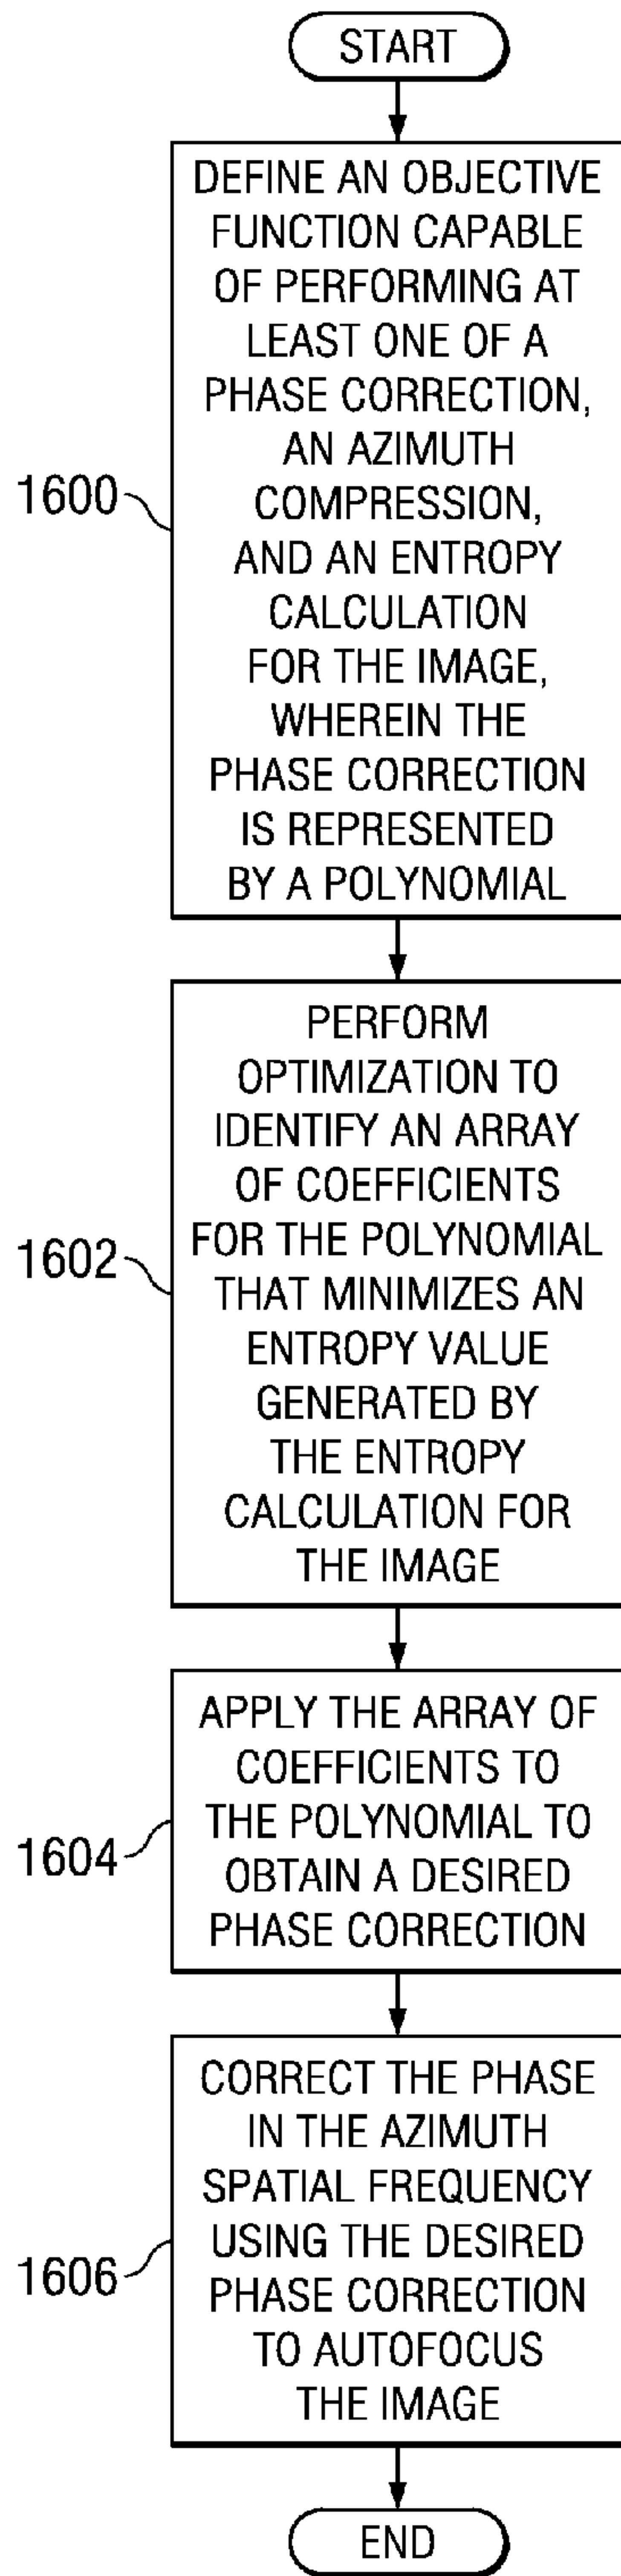 START
DEFINE AN OBJECTIVE
FUNCTION CAPABLE
OF PERFORMING AT
LEAST ONE OF A
PHASE CORRECTION,
AN AZIMUTH
COMPRESSION,
AND AN ENTROPY
CALCULATION
FOR THE IMAGE,
WHEREIN THE
PHASE CORRECTION
IS REPRESENTED
BY A POLYNOMIAL
1600
PERFORM
OPTIMIZATION TO
IDENTIFY AN ARRAY
OF COEFFICIENTS
FOR THE POLYNOMIAL
THAT MINIMIZES AN
ENTROPY VALUE
GENERATED BY
THE ENTROPY
CALCULATION FOR
THE IMAGE
1602
APPLY THE ARRAY OF
COEFFICIENTS TO
THE POLYNOMIAL TO
OBTAIN A DESIRED
PHASE CORRECTION
1604
CORRECT THE PHASE
IN THE AZIMUTH
SPATIAL FREQUENCY
USING THE DESIRED
PHASE CORRECTION
TO AUTOFOCUS
THE IMAGE
1606
END